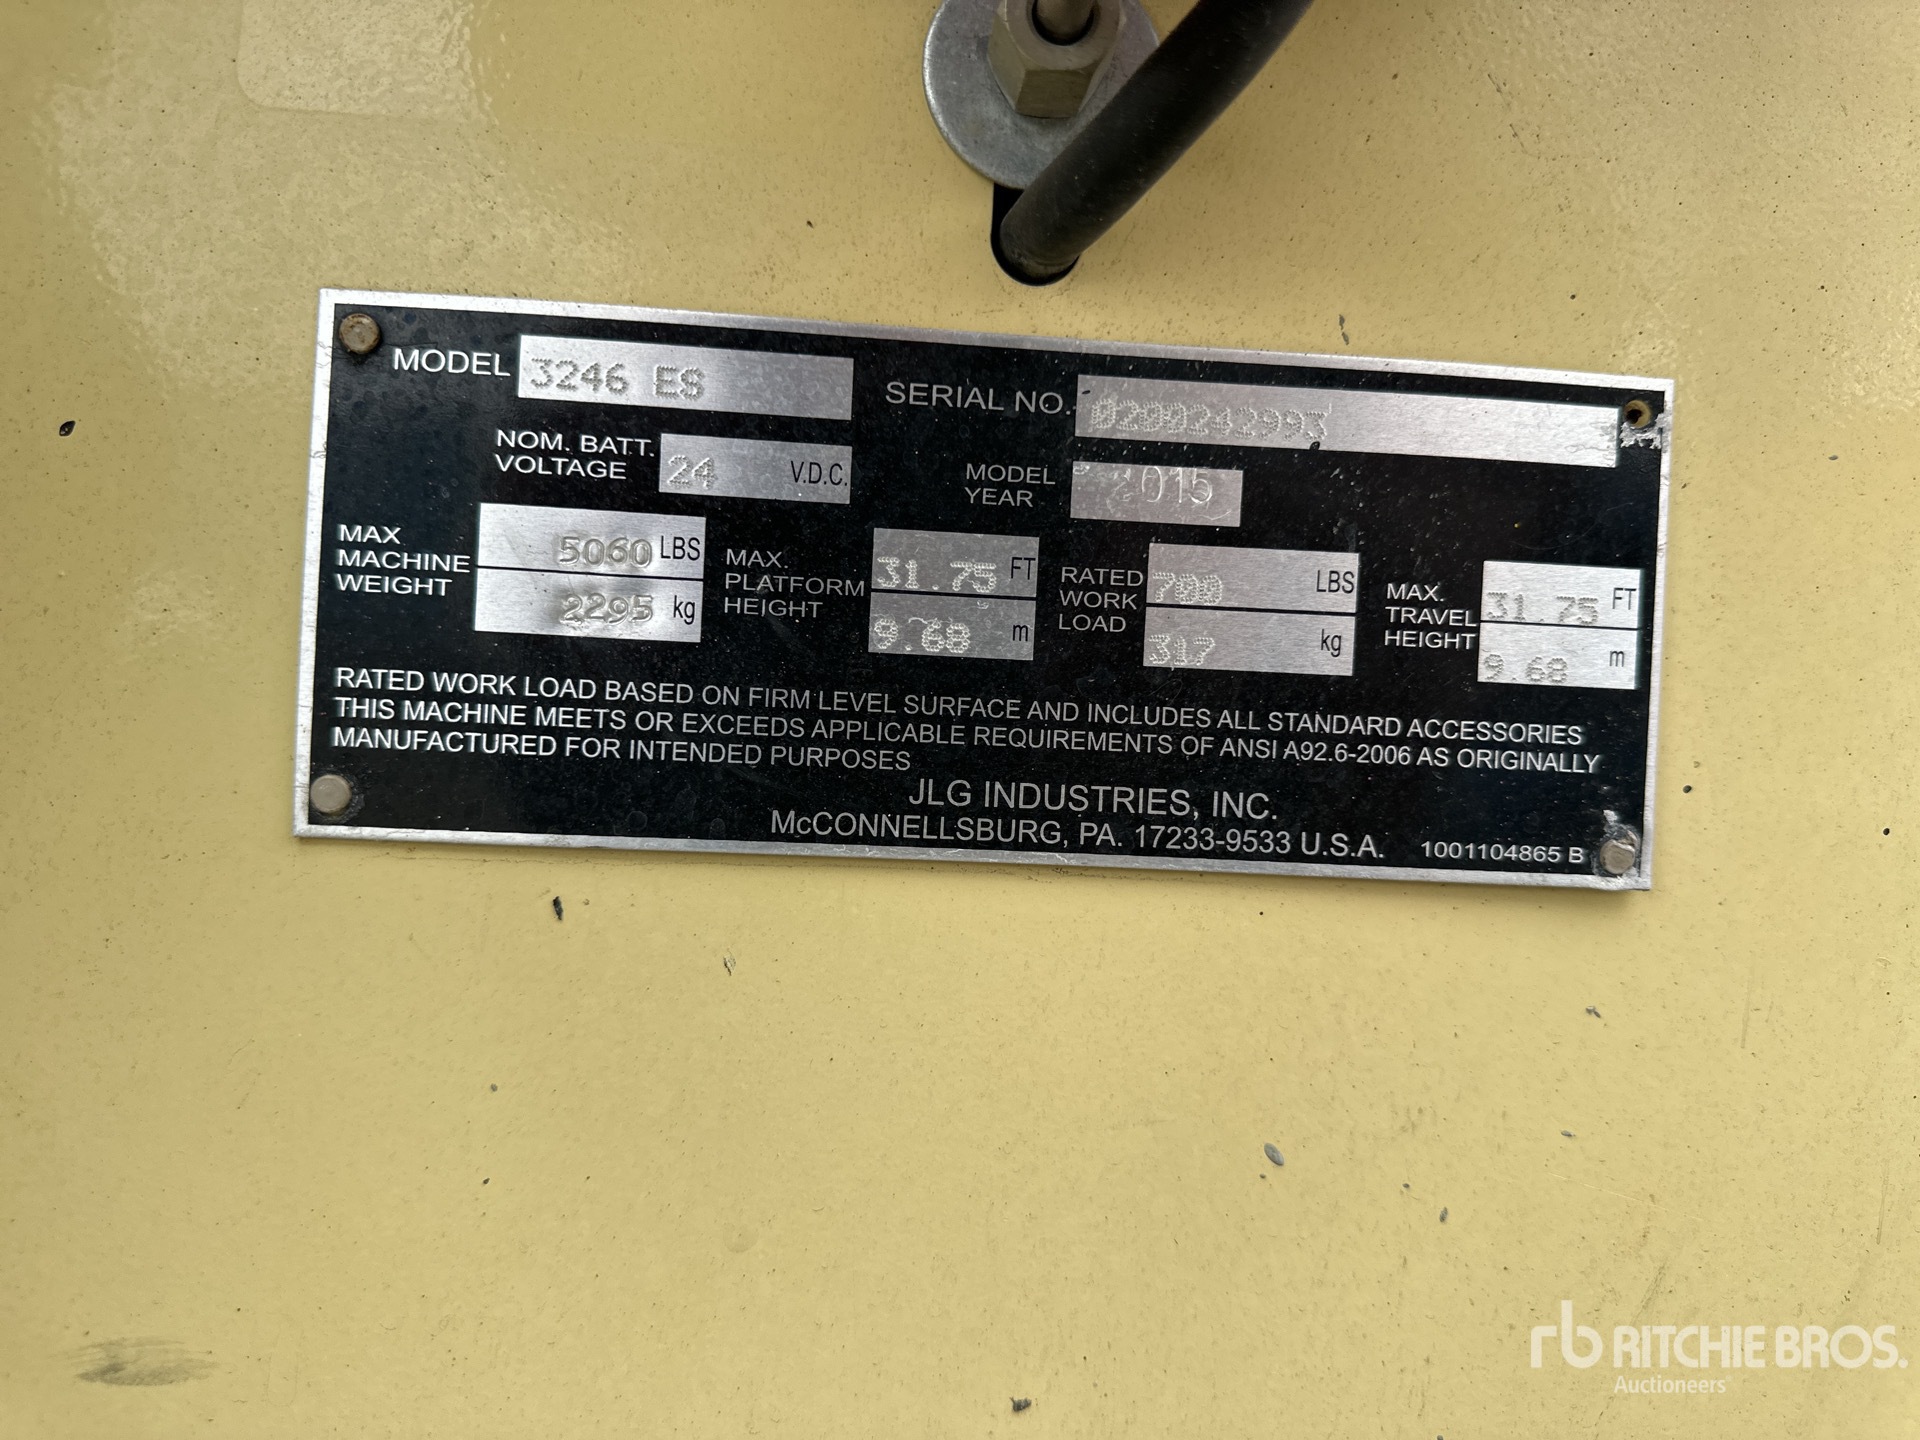 MODEL 3246 ES
SERIAL NO. 0200242993
NOM. BATT. VOLTAGE 24 V.D.C.
MODEL YEAR 2015
MAX MACHINE WEIGHT 5060 LBS 2295 kg
MAX. PLATFORM HEIGHT 31.75 FT 9.68 m
RATED WORK LOAD 700 LBS 317 kg
MAX. TRAVEL HEIGHT 31.75 FT 9.68 m
RATED WORK LOAD BASED ON FIRM LEVEL SURFACE AND INCLUDES ALL STANDARD ACCESSORIES
THIS MACHINE MEETS OR EXCEEDS APPLICABLE REQUIREMENTS OF ANSI A92.6-2006 AS ORIGINALLY
MANUFACTURED FOR INTENDED PURPOSES
JLG INDUSTRIES, INC.
McCONNELLSBURG, PA. 17233-9533 U.S.A.
1001104865 B
rb RITCHIE BROS.
Auctioneers